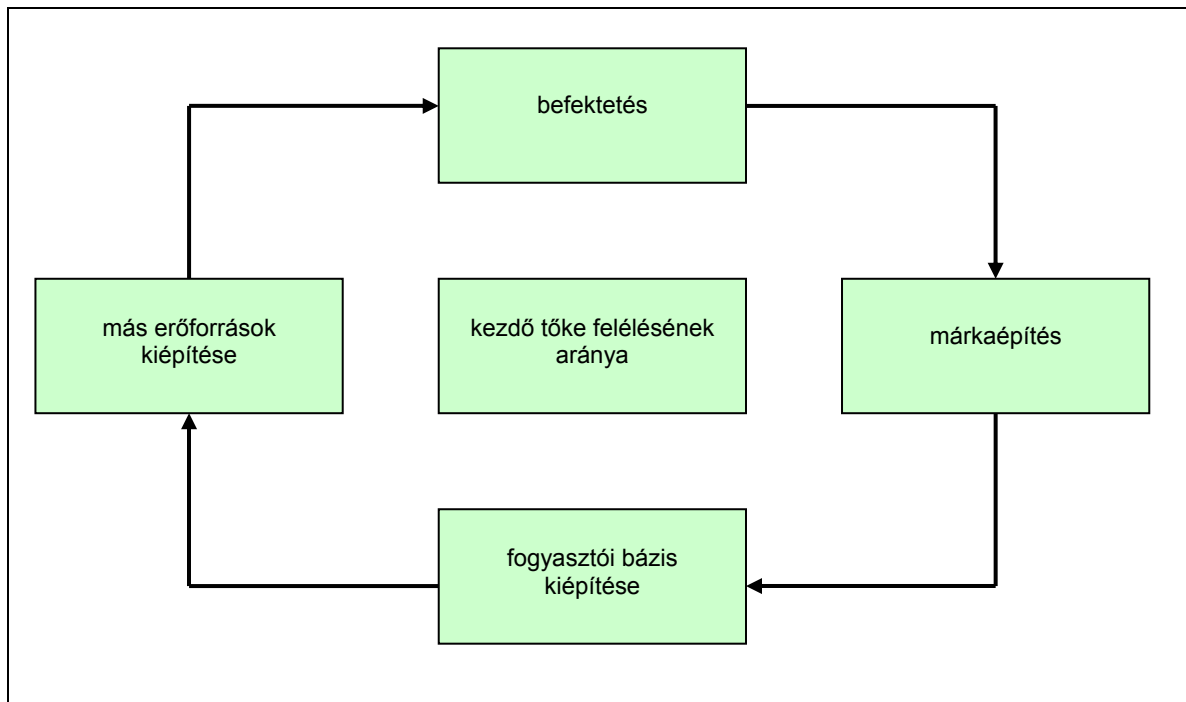 befektetés
más erőforrások
kiépítése
kezdő tőke felélésének
aránya
márkaépítés
fogyasztói bázis
kiépítése